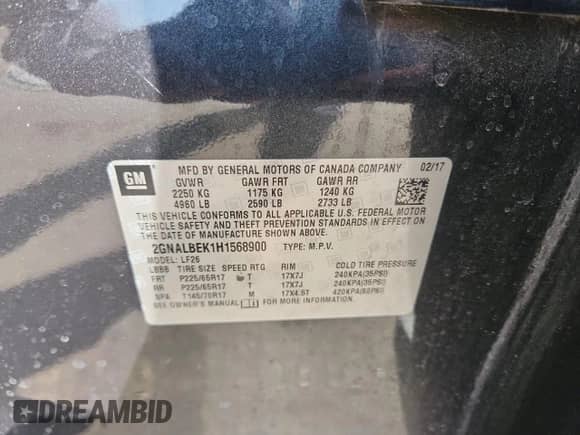 GM
MFD BY GENERAL MOTORS OF CANADA COMPANY 02/17
GVWR GAWR FRT GAWR RR
2250 KG 1175 KG 1240 KG
4960 LB 2590 LB 2733 LB
THIS VEHICLE CONFORMS TO ALL APPLICABLE U.S. FEDERAL MOTOR
VEHICLE SAFETY AND THEFT PREVENTION STANDARDS IN EFFECT ON
THE DATE OF MANUFACTURE SHOWN ABOVE.
2GNALBEK1H1568900 TYPE: M.P.V.
MODEL: LF26
LBBB TIRE SIZE SPEED RTG RIM COLD TIRE PRESSURE
FRT P225/65R17 T 17X7J 240KPA(35PSI)
RR P225/65R17 T 17X7J 240KPA(35PSI)
SPA T145/70R17 M 17X4.5T 420KPA(60PSI)
SEE OWNER'S MANUAL
DREAMBID